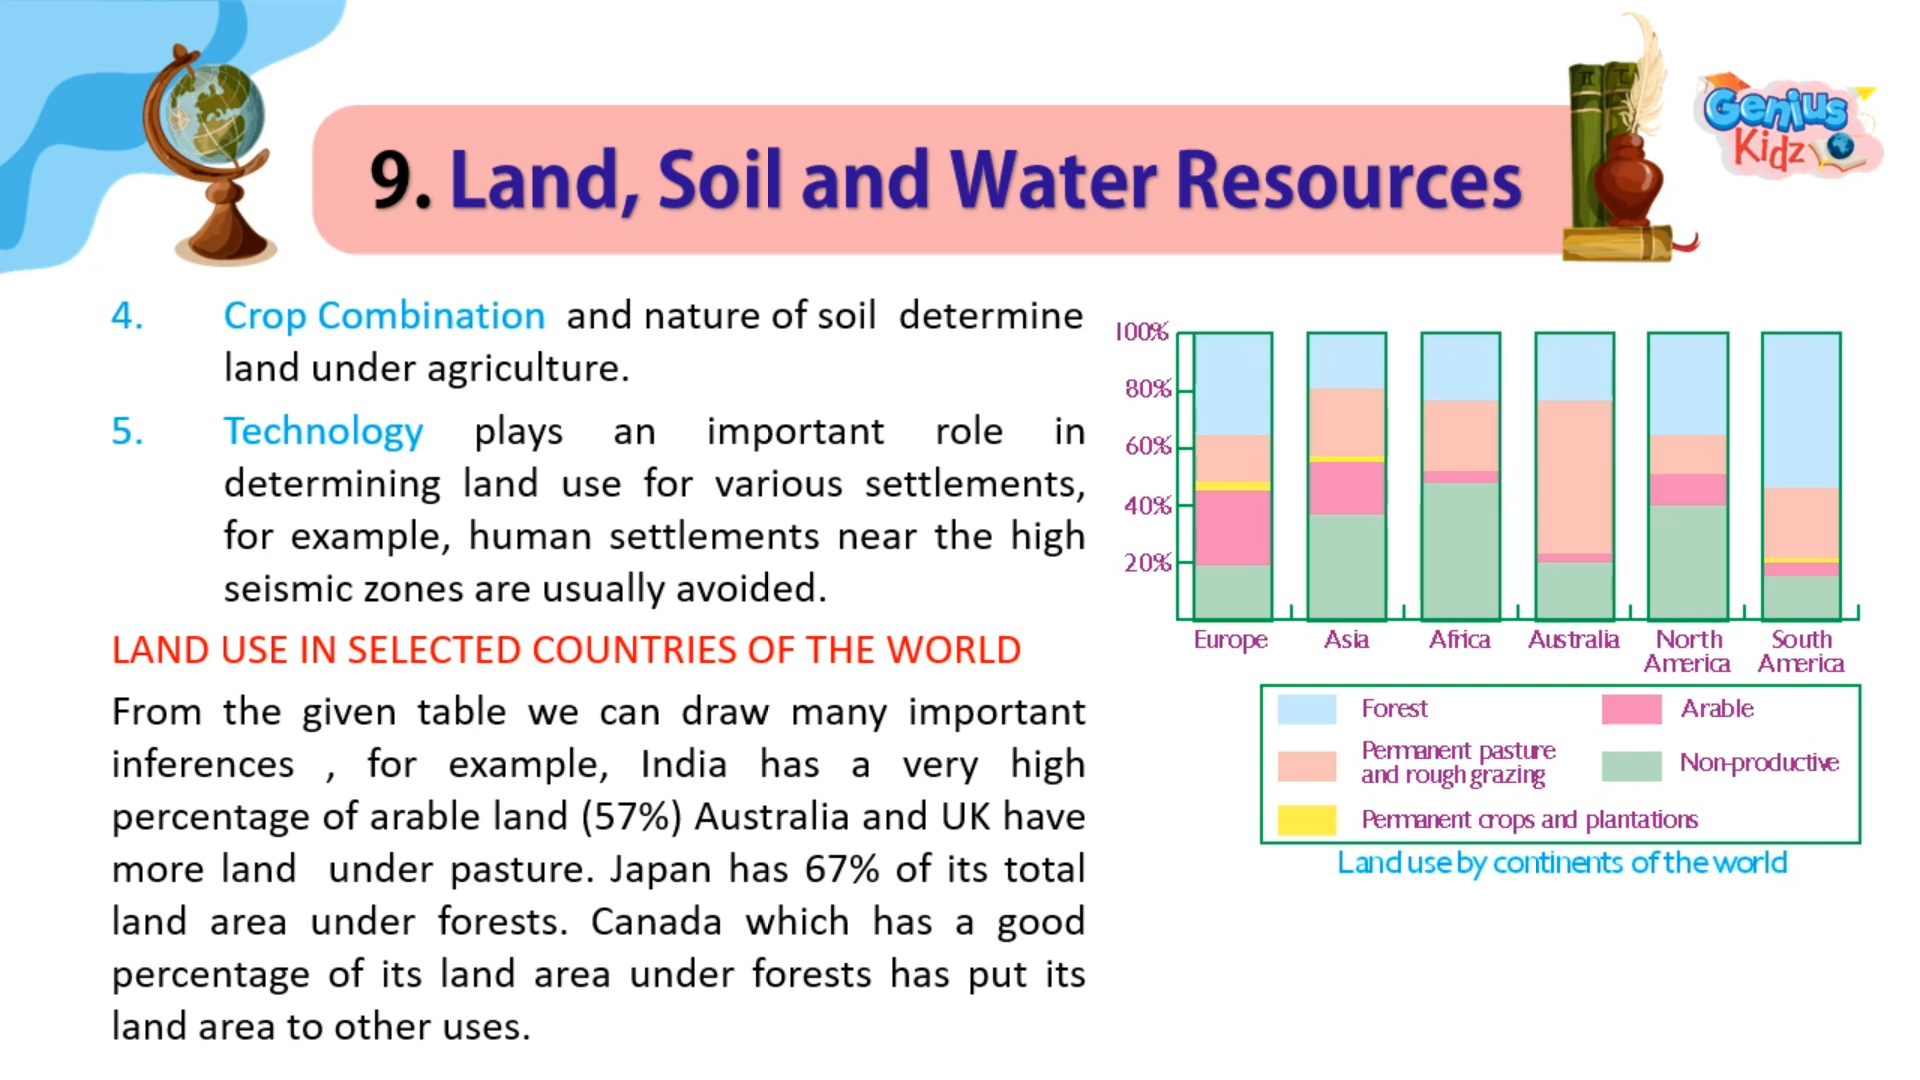 Genius
Kidz
9. Land, Soil and Water Resources
4. Crop Combination and nature of soil determine
land under agriculture.
5. Technology plays an important role in
determining land use for various settlements,
for example, human settlements near the high
seismic zones are usually avoided.
LAND USE IN SELECTED COUNTRIES OF THE WORLD
From the given table we can draw many important
inferences , for example, India has a very high
percentage of arable land (57%) Australia and UK have
more land under pasture. Japan has 67% of its total
land area under forests. Canada which has a good
percentage of its land area under forests has put its
land area to other uses.
100%
80%
60%
40%
20%
Europe Asia Africa Australia North South
America America
Forest Arable
Permanent pasture
and rough grazing Non-productive
Permanent crops and plantations
Land use by continents of the world